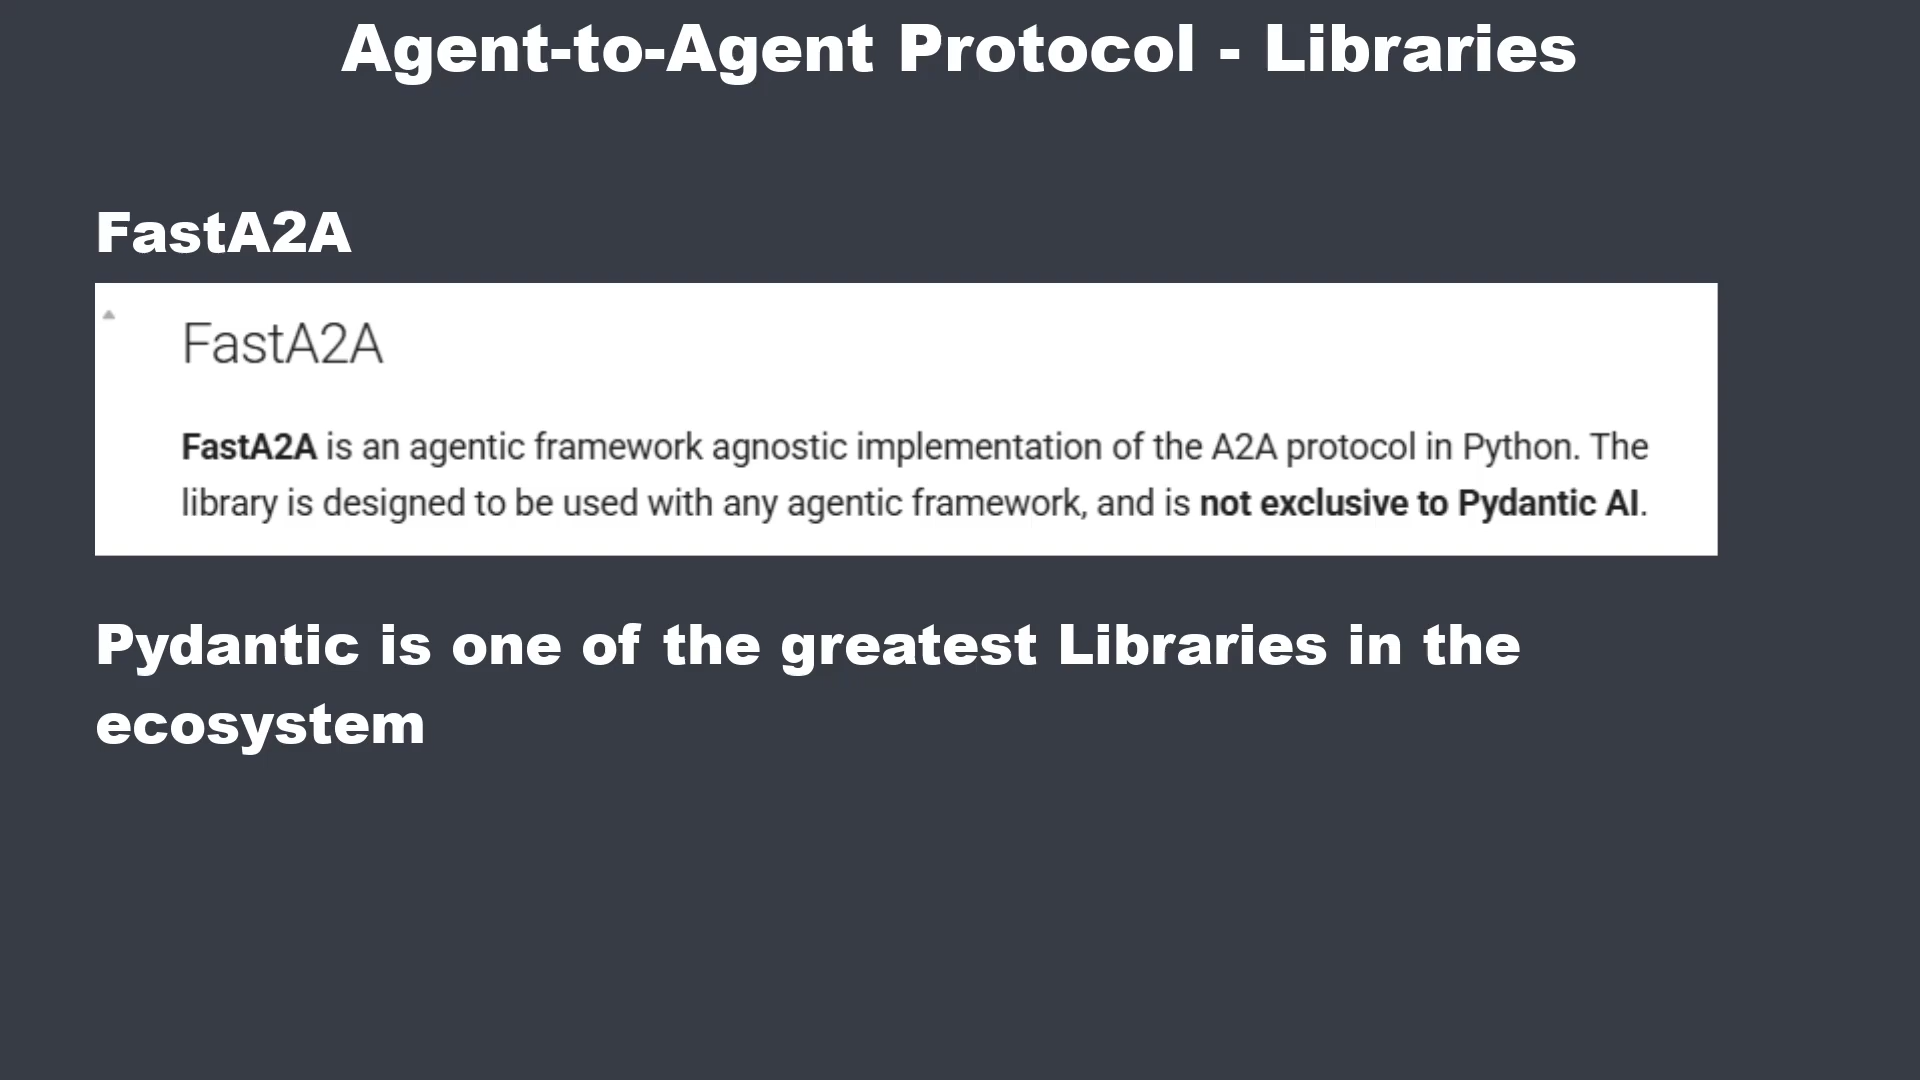 Agent-to-Agent Protocol - Libraries
FastA2A
FastA2A
FastA2A is an agentic framework agnostic implementation of the A2A protocol in Python. The
library is designed to be used with any agentic framework, and is not exclusive to Pydantic AI.
Pydantic is one of the greatest Libraries in the
ecosystem